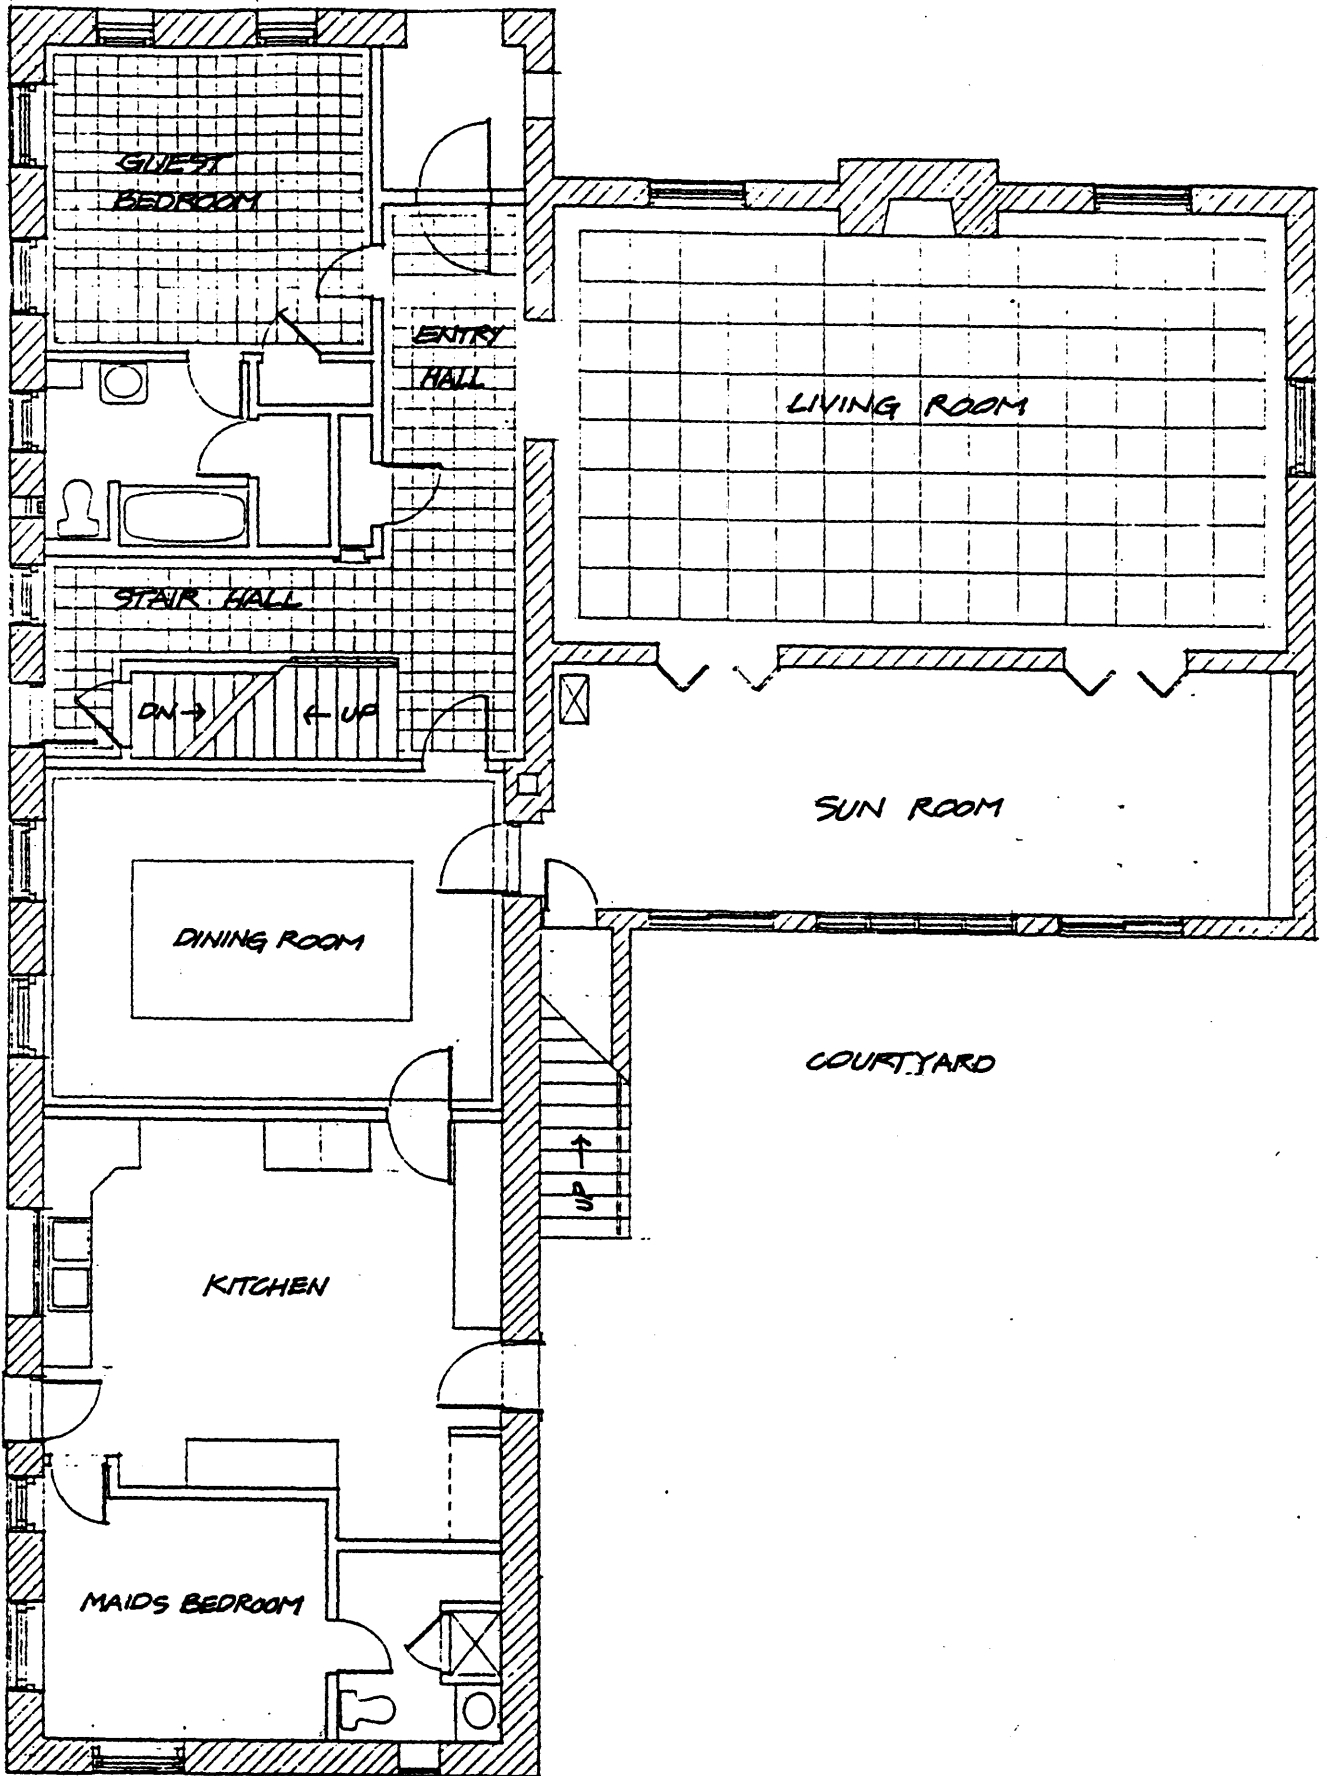 GUEST
BEDROOM
ENTRY
HALL
LIVING ROOM
STAIR HALL
DN →
← UP
SUN ROOM
DINING ROOM
COURTYARD
UP →
KITCHEN
MAIDS BEDROOM